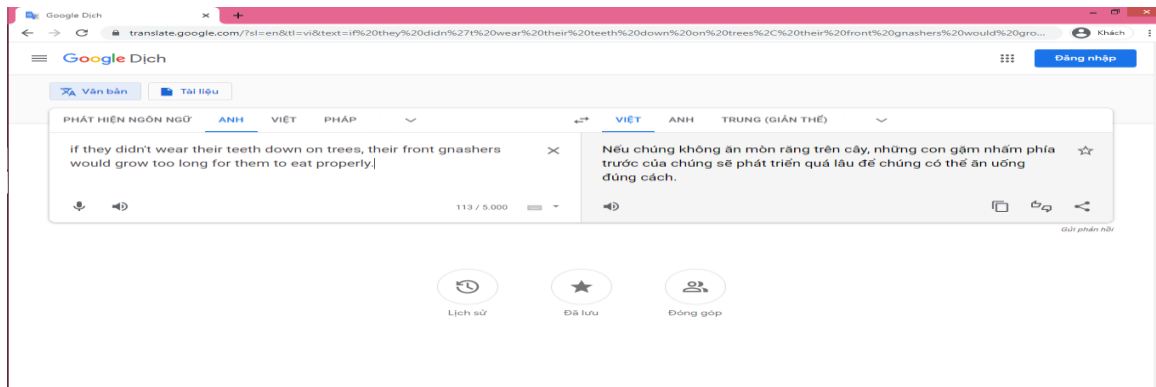 Google Dịch
translate.google.com/?sl=en&tl=vi&text=if%20they%20didn%27t%20wear%20their%20teeth%20down%20on%20trees%2C%20their%20front%20gnashers%20would%20gro...
Khách
Google Dịch
Đăng nhập
Văn bản
Tài liệu
PHÁT HIỆN NGÔN NGỮ ANH VIỆT PHÁP
VIỆT ANH TRUNG (GIẢN THỂ)
if they didn't wear their teeth down on trees, their front gnashers
would grow too long for them to eat properly.
113 / 5.000
Nếu chúng không ăn mòn răng trên cây, những con gặm nhấm phía
trước của chúng sẽ phát triển quá lâu để chúng có thể ăn uống
đúng cách.
Gửi phản hồi
Lịch sử
Đã lưu
Đóng góp